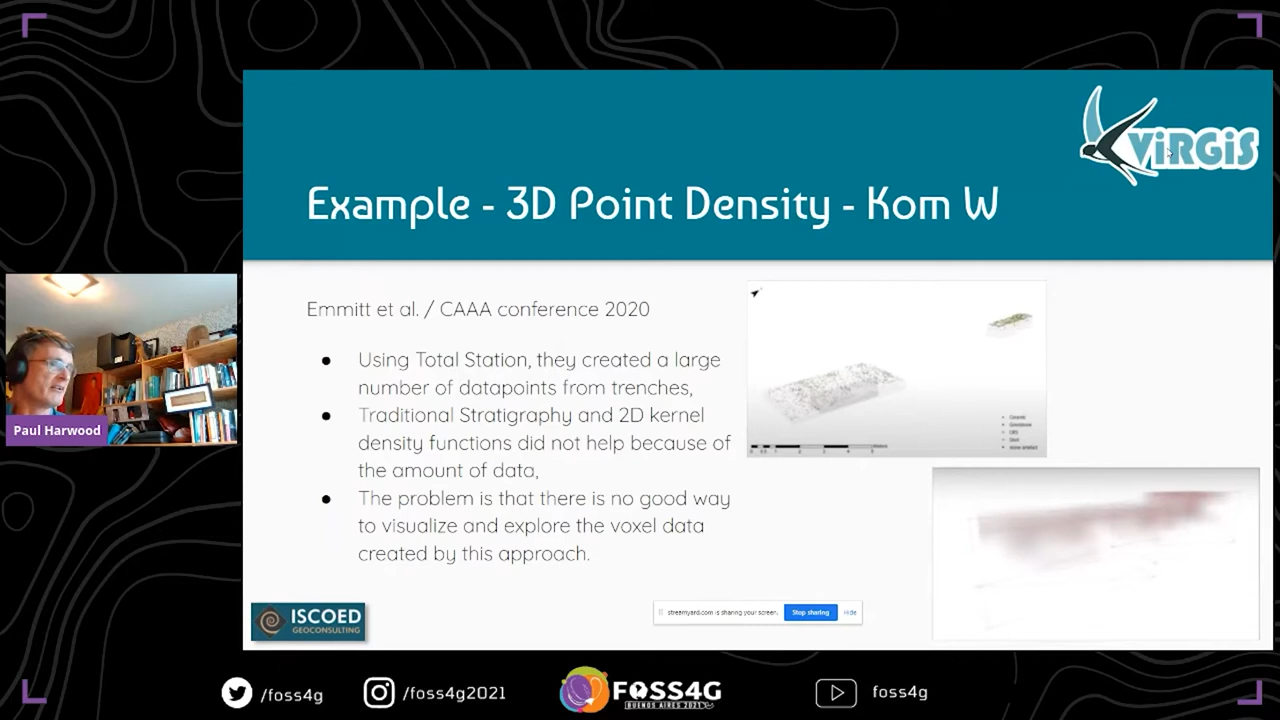 ViRGiS
Example - 3D Point Density - Kom W
Emmitt et al. / CAAA conference 2020
● Using Total Station, they created a large
number of datapoints from trenches,
● Traditional Stratigraphy and 2D kernel
density functions did not help because of
the amount of data,
● The problem is that there is no good way
to visualize and explore the voxel data
created by this approach.
Paul Harwood
streamyard.com is sharing your screen.
Stop sharing
Hide
ISCOED
GEOCONSULTING
/foss4g
/foss4g2021
FOSS4G
BUENOS AIRES 2021
foss4g